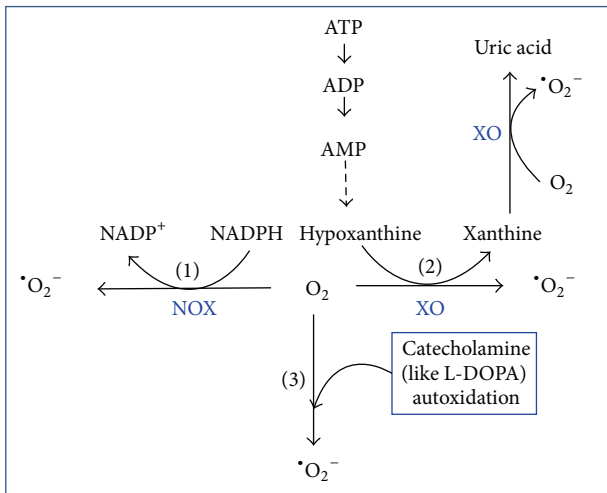 ATP
Uric acid
•O₂⁻
ADP
XO
AMP
O₂
NADP⁺ NADPH Hypoxanthine Xanthine
(1) (2)
•O₂⁻ O₂ •O₂⁻
NOX XO
Catecholamine
(3) (like L-DOPA)
autoxidation
•O₂⁻